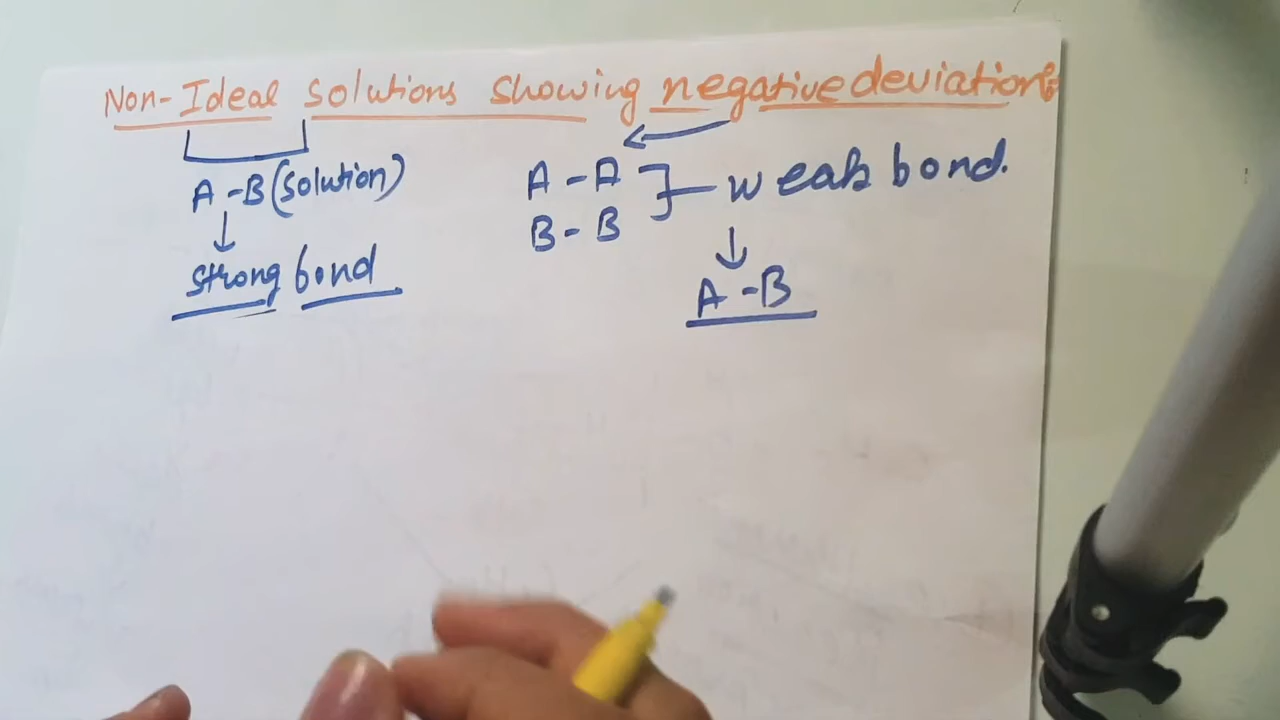 Non-Ideal solutions showing negative deviations
A-B (solution)
strong bond
A-A
B-B
weak bond.
A-B